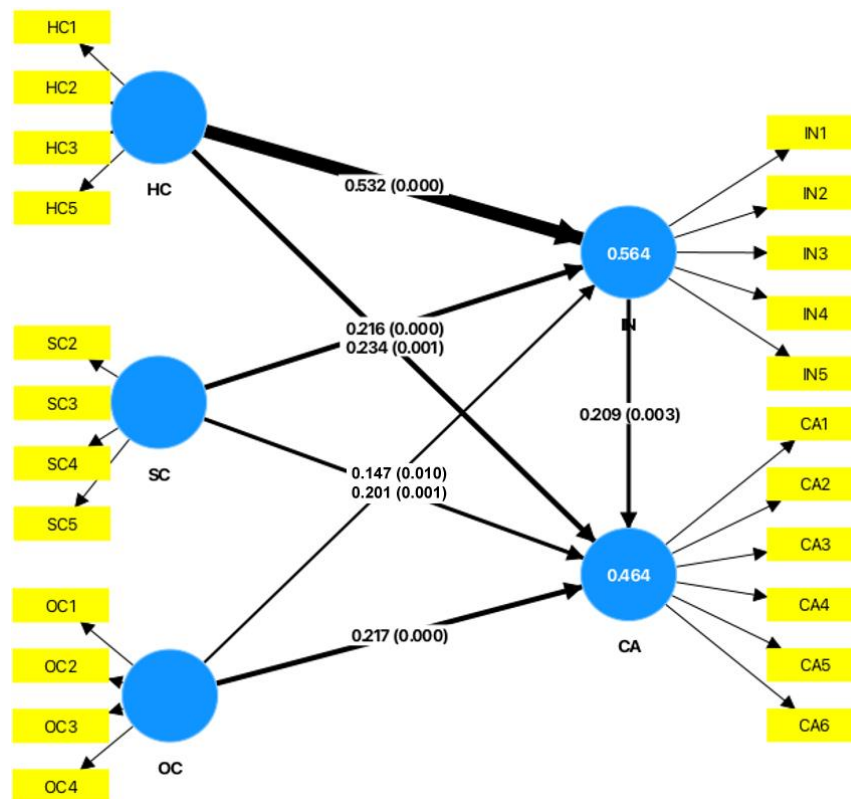 HC1
HC2
HC3
HC5
HC
SC2
SC3
SC4
SC5
SC
OC1
OC2
OC3
OC4
OC
0.532 (0.000)
0.216 (0.000)
0.234 (0.001)
0.147 (0.010)
0.201 (0.001)
0.217 (0.000)
0.564
IN
0.209 (0.003)
0.464
CA
IN1
IN2
IN3
IN4
IN5
CA1
CA2
CA3
CA4
CA5
CA6